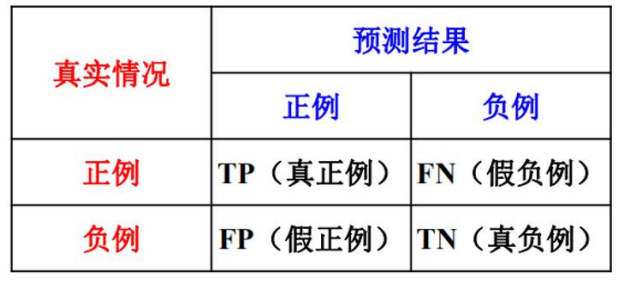 真实情况
预测结果
正例 负例
正例 TP（真正例） FN（假负例）
负例 FP（假正例） TN（真负例）